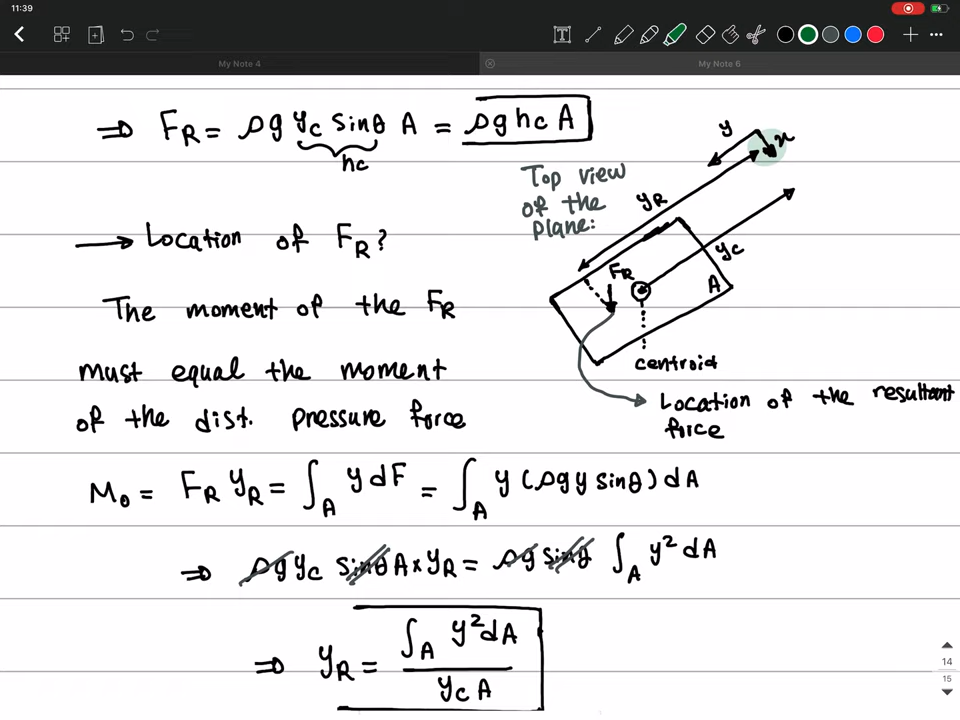 11:39
My Note 4
My Note 6
⇒ F_R = ρg y_c sinθ A = ρg h_c A
h_c
Top view
of the
plane:
y
x
y_R
y_c
F_R
A
centroid
Location of the resultant
force
→ Location of F_R?
The moment of the F_R
must equal the moment
of the dist. pressure force
M_0 = F_R y_R = ∫_A y dF = ∫_A y (ρg y sinθ) dA
⇒ ρg y_c sinθ A × y_R = ρg sinθ ∫_A y² dA
⇒ y_R = ∫_A y² dA
y_c A
14
15